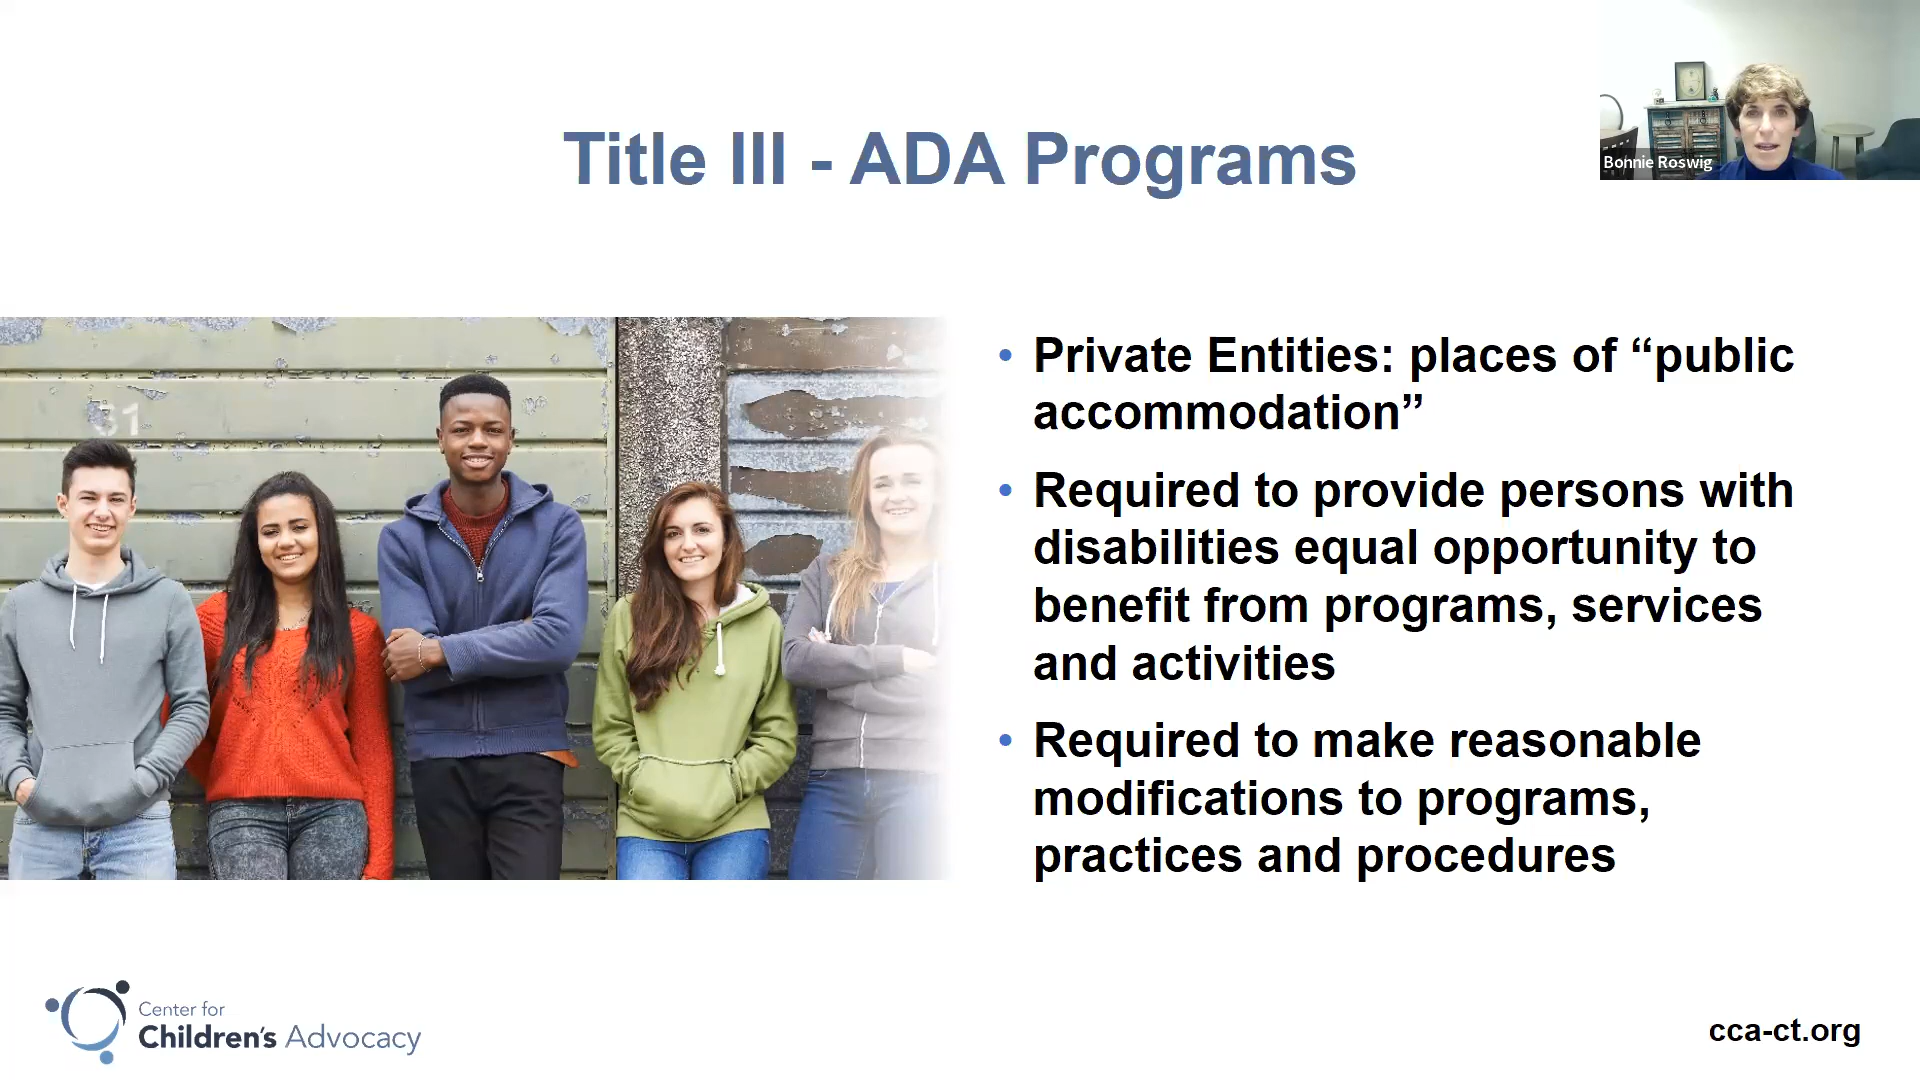 Title III - ADA Programs
Bonnie Roswig
31
• Private Entities: places of “public
accommodation”
• Required to provide persons with
disabilities equal opportunity to
benefit from programs, services
and activities
• Required to make reasonable
modifications to programs,
practices and procedures
Center for
Children's Advocacy
cca-ct.org